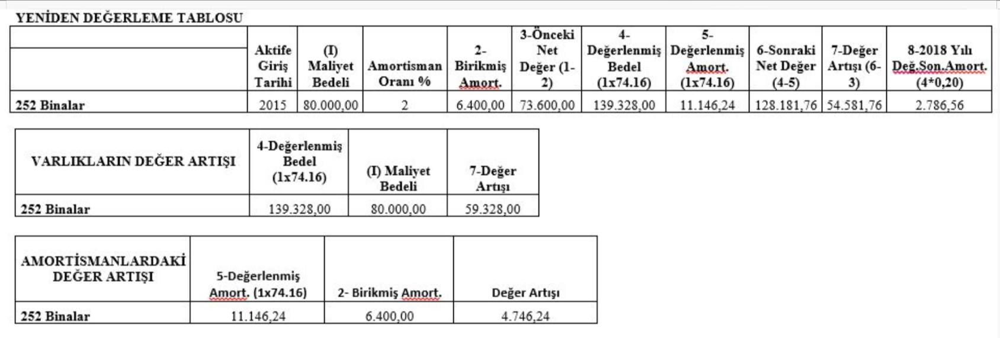 YENİDEN DEĞERLEME TABLOSU
Aktife Giriş Tarihi | (I) Maliyet Bedeli | Amortisman Oranı % | 2- Birikmiş Amort. | 3-Önceki Net Değer (1-2) | 4- Değerlenmiş Bedel (1x74.16) | 5- Değerlenmiş Amort. (1x74.16) | 6-Sonraki Net Değer (4-5) | 7-Değer Artışı (6-3) | 8-2018 Yılı Değ.Son.Amort. (4*0,20)
252 Binalar | 2015 | 80.000,00 | 2 | 6.400,00 | 73.600,00 | 139.328,00 | 11.146,24 | 128.181,76 | 54.581,76 | 2.786,56
VARLIKLARIN DEĞER ARTIŞI | 4-Değerlenmiş Bedel (1x74.16) | (I) Maliyet Bedeli | 7-Değer Artışı
252 Binalar | 139.328,00 | 80.000,00 | 59.328,00
AMORTİSMANLARDAKİ DEĞER ARTIŞI | 5-Değerlenmiş Amort. (1x74.16) | 2- Birikmiş Amort. | Değer Artışı
252 Binalar | 11.146,24 | 6.400,00 | 4.746,24